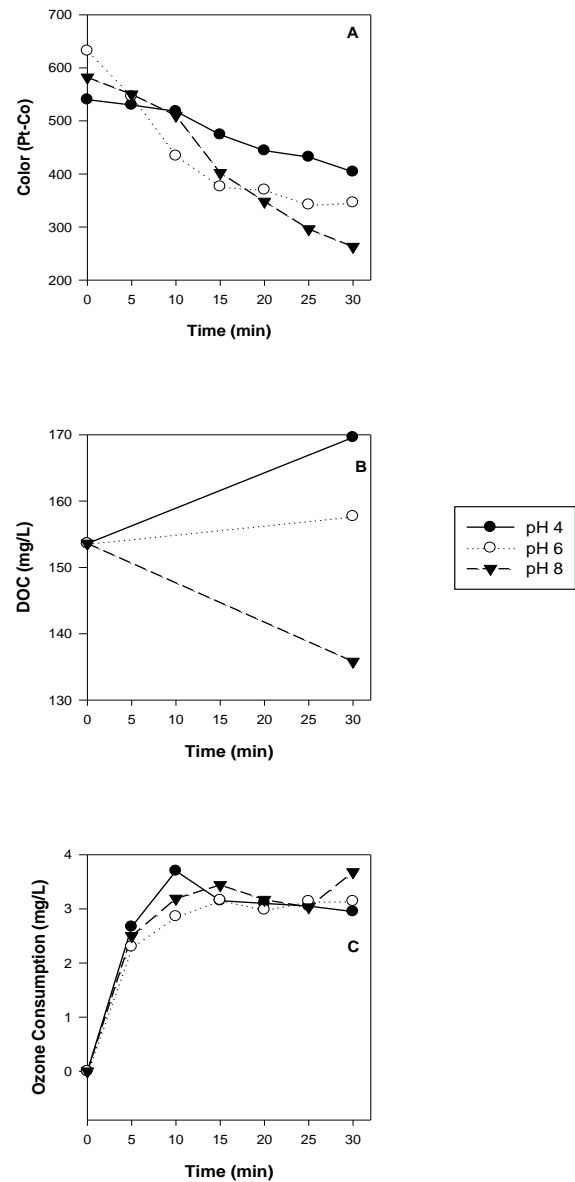 A
700
600
500
400
300
200
Color (Pt-Co)
0 5 10 15 20 25 30
Time (min)
B
170
160
150
140
130
DOC (mg/L)
0 5 10 15 20 25 30
Time (min)
pH 4
pH 6
pH 8
C
4
3
2
1
0
Ozone Consumption (mg/L)
0 5 10 15 20 25 30
Time (min)